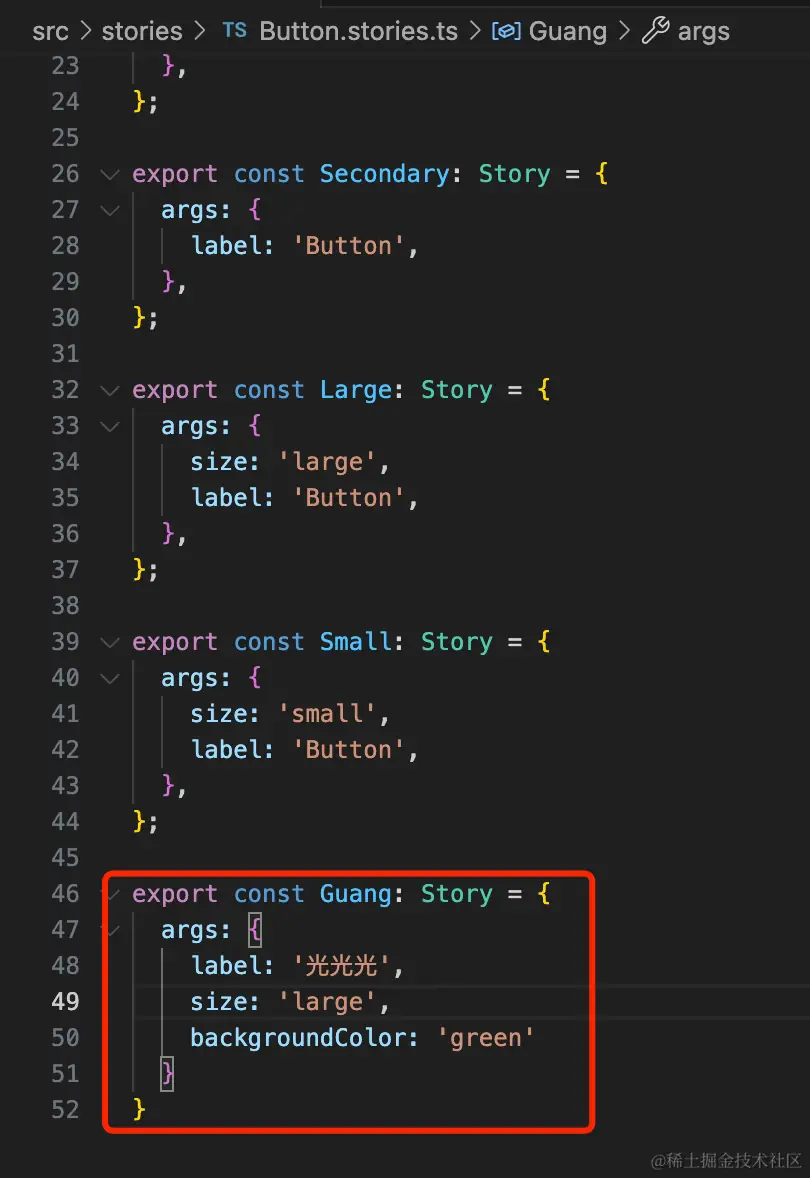 src > stories > TS Button.stories.ts > Guang > args
23 },
24 };
25
26 export const Secondary: Story = {
27 args: {
28 label: 'Button',
29 },
30 };
31
32 export const Large: Story = {
33 args: {
34 size: 'large',
35 label: 'Button',
36 },
37 };
38
39 export const Small: Story = {
40 args: {
41 size: 'small',
42 label: 'Button',
43 },
44 };
45
46 export const Guang: Story = {
47 args: {
48 label: '光光光',
49 size: 'large',
50 backgroundColor: 'green'
51 }
52 }
@稀土掘金技术社区